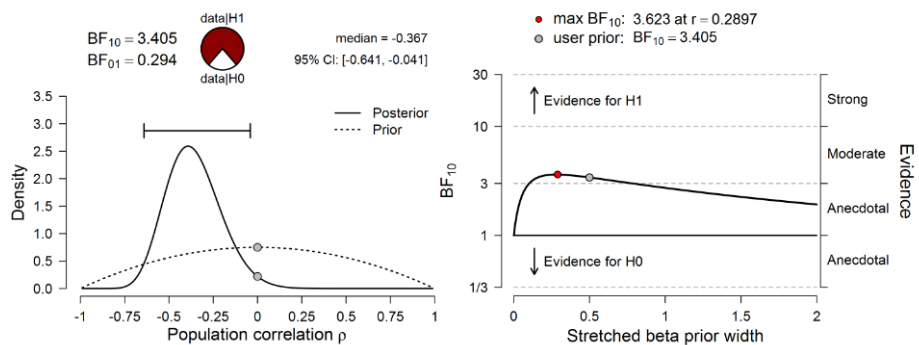 BF10 = 3.405
BF01 = 0.294
data|H1
data|H0
median = -0.367
95% CI: [-0.641, -0.041]
Posterior
Prior
Density
3.5
3.0
2.5
2.0
1.5
1.0
0.5
0.0
-1 -0.75 -0.5 -0.25 0 0.25 0.5 0.75 1
Population correlation ρ
max BF10: 3.623 at r = 0.2897
user prior: BF10 = 3.405
BF10
30
10
3
1
1/3
Evidence for H1
Evidence for H0
Strong
Moderate
Anecdotal
Anecdotal
Evidence
0 0.5 1 1.5 2
Stretched beta prior width